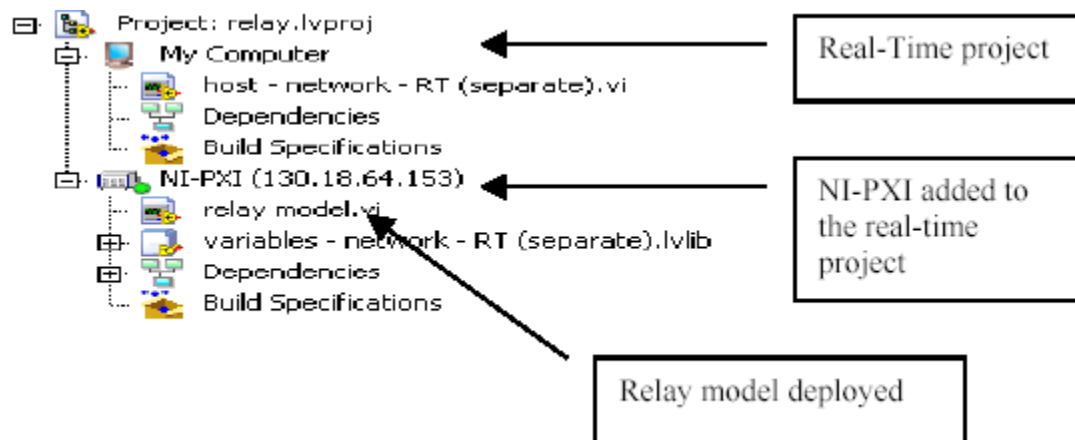 Project: relay.lvproj
My Computer
host - network - RT (separate).vi
Dependencies
Build Specifications
NI-PXI (130.18.64.153)
relay model.vi
variables - network - RT (separate).lvlib
Dependencies
Build Specifications
Real-Time project
NI-PXI added to
the real-time
project
Relay model deployed